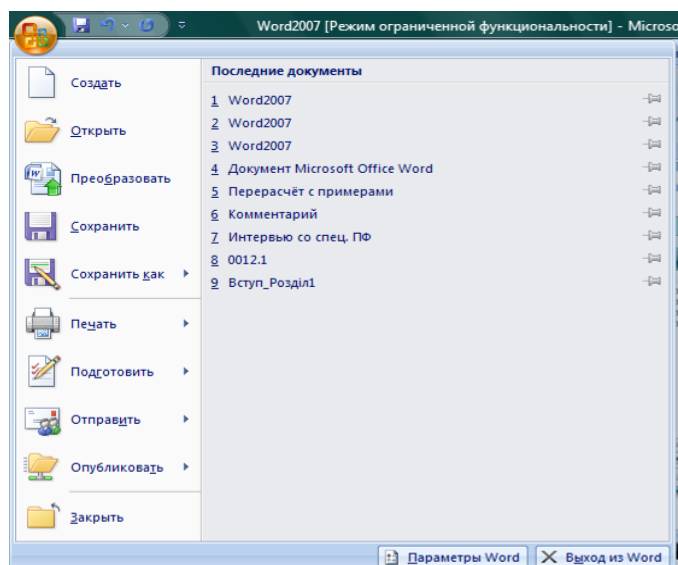 Word2007 [Режим ограниченной функциональности] - Microso
Последние документы
Создать
Открыть
Преобразовать
Сохранить
Сохранить как
Печать
Подготовить
Отправить
Опубликовать
Закрыть
1 Word2007
2 Word2007
3 Word2007
4 Документ Microsoft Office Word
5 Перерасчёт с примерами
6 Комментарий
7 Интервью со спец. ПФ
8 0012.1
9 Вступ_Розділ1
Параметры Word
Выход из Word